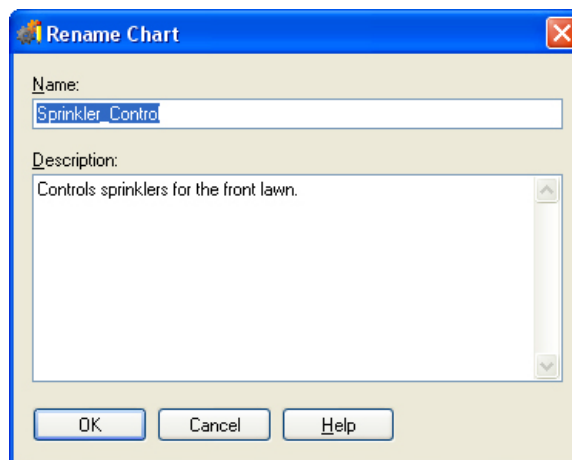 Rename Chart
Name:
Sprinkler_Control
Description:
Controls sprinklers for the front lawn.
OK
Cancel
Help